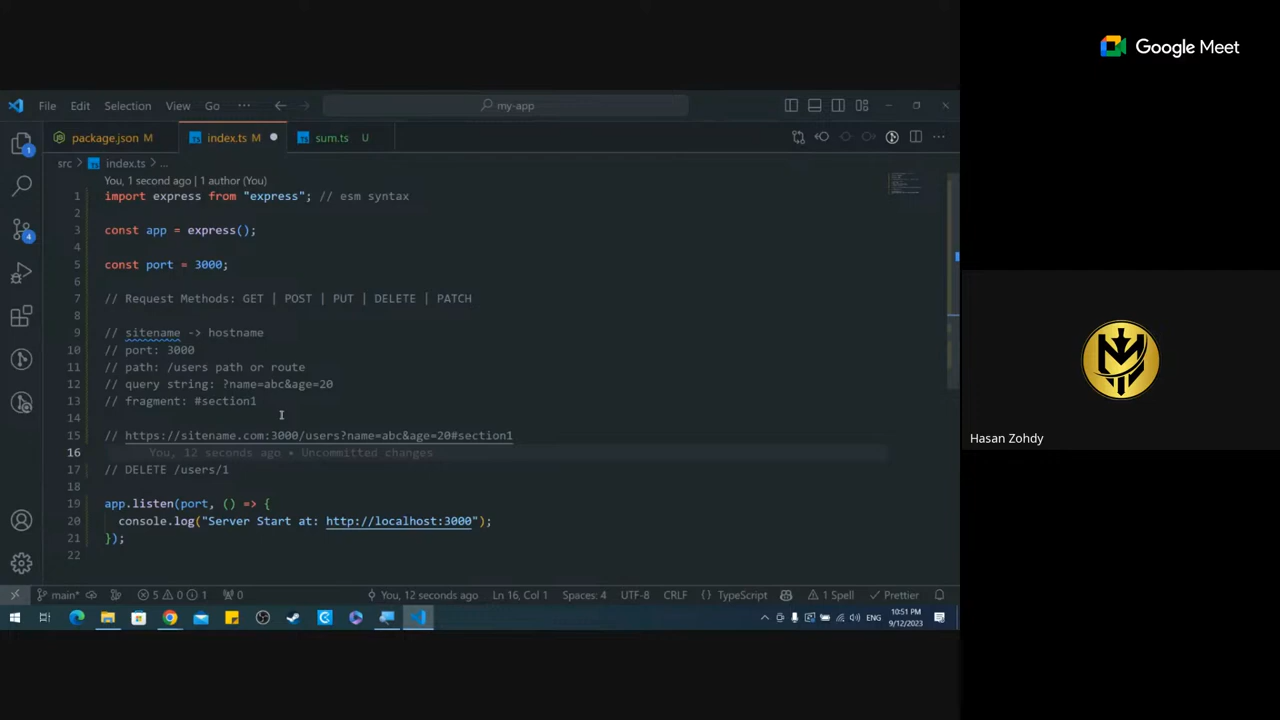 Google Meet
File Edit Selection View Go ··· my-app
package.json M index.ts M sum.ts U
src > index.ts > ...
You, 1 second ago | 1 author (You)
1 import express from "express"; // esm syntax
2
3 const app = express();
4
5 const port = 3000;
6
7 // Request Methods: GET | POST | PUT | DELETE | PATCH
8
9 // sitename -> hostname
10 // port: 3000
11 // path: /users path or route
12 // query string: ?name=abc&age=20
13 // fragment: #section1
14
15 // https://sitename.com:3000/users?name=abc&age=20#section1
16 You, 12 seconds ago • Uncommitted changes
17 // DELETE /users/1
18
19 app.listen(port, () => {
20 console.log("Server Start at: http://localhost:3000");
21 });
22
1
4
Hasan Zohdy
main* 5 0 1 0 You, 12 seconds ago Ln 16, Col 1 Spaces: 4 UTF-8 CRLF {} TypeScript 1 Spell Prettier
ENG 10:51 PM
9/12/2023